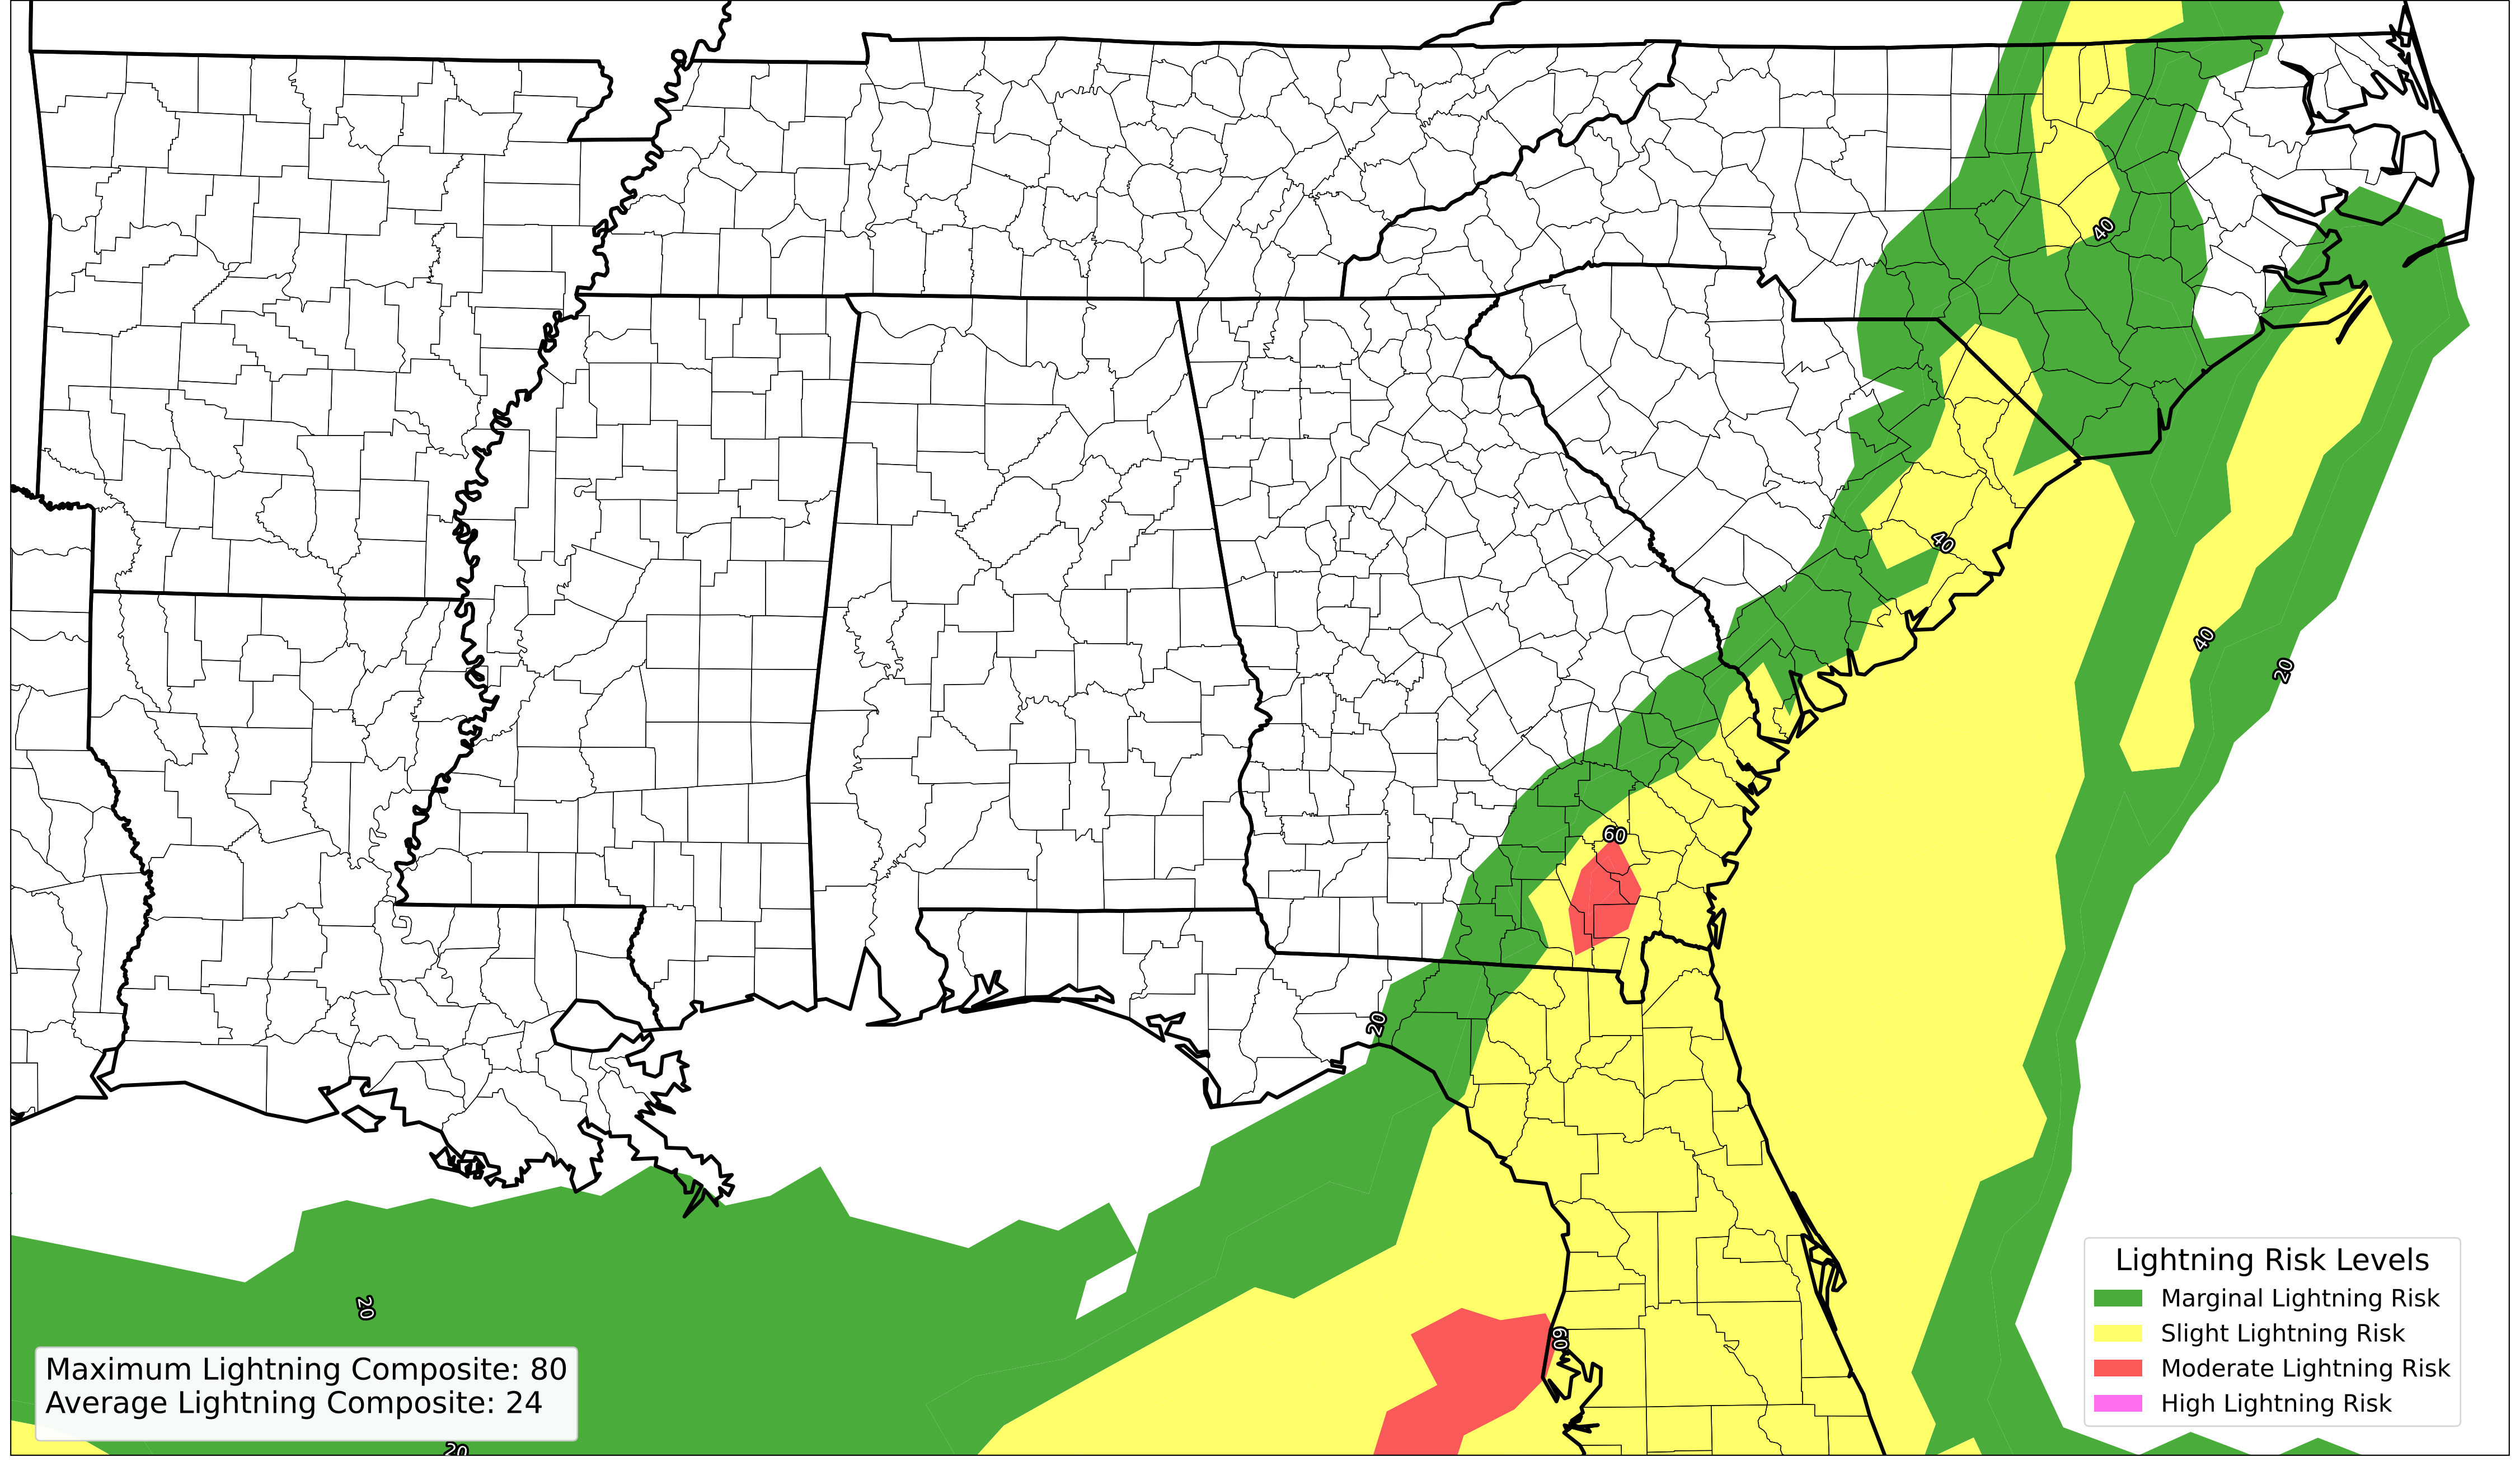 40
40
40
20
60
20
20
60
20
Lightning Risk Levels
Marginal Lightning Risk
Slight Lightning Risk
Moderate Lightning Risk
High Lightning Risk
Maximum Lightning Composite: 80
Average Lightning Composite: 24